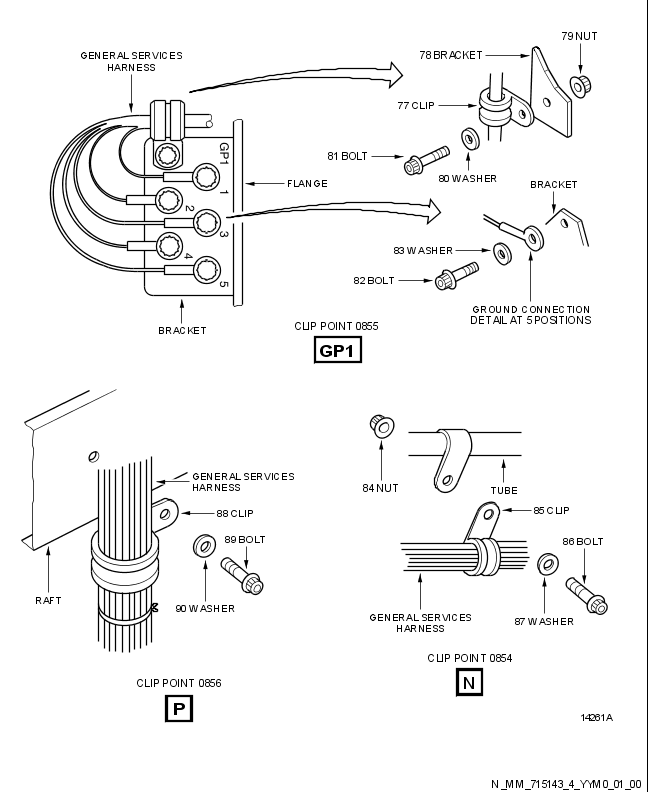 79 NUT
78 BRACKET
GENERAL SERVICES
HARNESS
77 CLIP
GP1
81 BOLT
80 WASHER
FLANGE
BRACKET
1
2
3
4
5
83 WASHER
82 BOLT
GROUND CONNECTION
DETAIL AT 5 POSITIONS
BRACKET
CLIP POINT 0855
GP1
84 NUT
TUBE
GENERAL SERVICES
HARNESS
88 CLIP
85 CLIP
89 BOLT
86 BOLT
RAFT
90 WASHER
GENERAL SERVICES
HARNESS
87 WASHER
CLIP POINT 0856
P
CLIP POINT 0854
N
14261A
N_MM_715143_4_YYM0_01_00